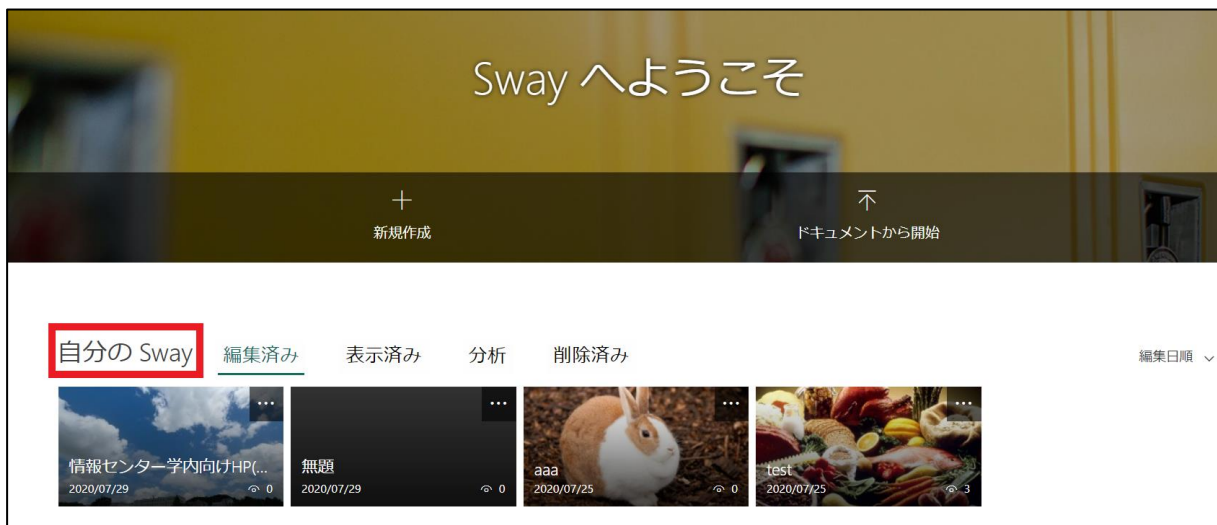 Sway へようこそ
新規作成
ドキュメントから開始
自分の Sway 編集済み 表示済み 分析 削除済み 編集日順
情報センター学内向けHP(...
2020/07/29 0
無題
2020/07/29 0
aaa
2020/07/25 0
test
2020/07/25 3